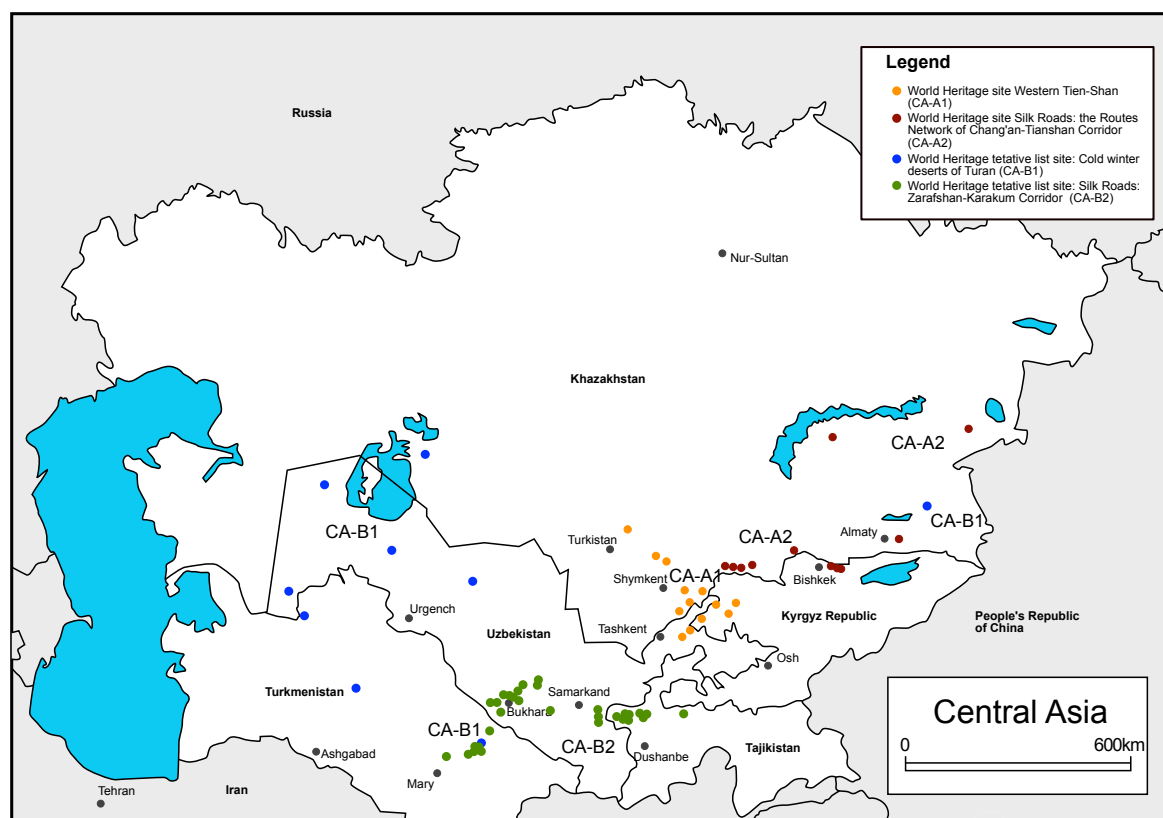 Legend
World Heritage site Western Tien-Shan
(CA-A1)
World Heritage site Silk Roads: the Routes
Network of Chang'an-Tianshan Corridor
(CA-A2)
World Heritage tetative list site: Cold winter
deserts of Turan (CA-B1)
World Heritage tetative list site: Silk Roads:
Zarafshan-Karakum Corridor (CA-B2)
Russia
Nur-Sultan
Khazakhstan
CA-A2
CA-B1
CA-B1
Almaty
Turkistan
CA-A2
Shymkent
CA-A1
Bishkek
Urgench
Kyrgyz Republic
People's Republic
of China
Uzbekistan
Tashkent
Osh
Turkmenistan
Samarkand
Bukhara
CA-B1
CA-B2
Ashgabad
Dushanbe
Tajikistan
Mary
Tehran
Iran
Central Asia
0
600km